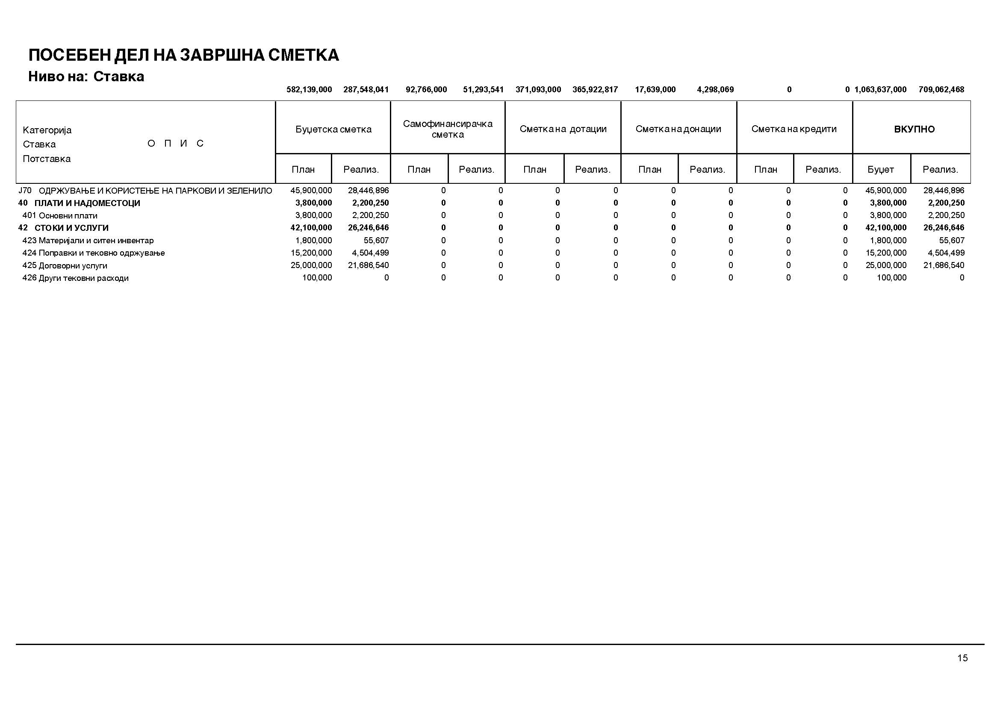 ПОСЕБЕН ДЕЛ НА ЗАВРШНА СМЕТКА
Ниво на: Ставка
582,139,000 287,548,041 92,766,000 51,293,541 371,093,000 365,922,817 17,639,000 4,298,069 0 0 1,063,637,000 709,062,468
Категорија
Ставка
Потставка
О П И С
Буџетска сметка
Самофинансирачка
сметка
Сметка на дотации
Сметка на донации
Сметка на кредити
ВКУПНО
План Реализ. План Реализ. План Реализ. План Реализ. План Реализ. Буџет Реализ.
J70 ОДРЖУВАЊЕ И КОРИСТЕЊЕ НА ПАРКОВИ И ЗЕЛЕНИЛО 45,900,000 28,446,896 0 0 0 0 0 0 0 0 45,900,000 28,446,896
40 ПЛАТИ И НАДОМЕСТОЦИ 3,800,000 2,200,250 0 0 0 0 0 0 0 0 3,800,000 2,200,250
401 Основни плати 3,800,000 2,200,250 0 0 0 0 0 0 0 0 3,800,000 2,200,250
42 СТОКИ И УСЛУГИ 42,100,000 26,246,646 0 0 0 0 0 0 0 0 42,100,000 26,246,646
423 Материјали и ситен инвентар 1,800,000 55,607 0 0 0 0 0 0 0 0 1,800,000 55,607
424 Поправки и тековно одржување 15,200,000 4,504,499 0 0 0 0 0 0 0 0 15,200,000 4,504,499
425 Договорни услуги 25,000,000 21,686,540 0 0 0 0 0 0 0 0 25,000,000 21,686,540
426 Други тековни расходи 100,000 0 0 0 0 0 0 0 0 0 100,000 0
15